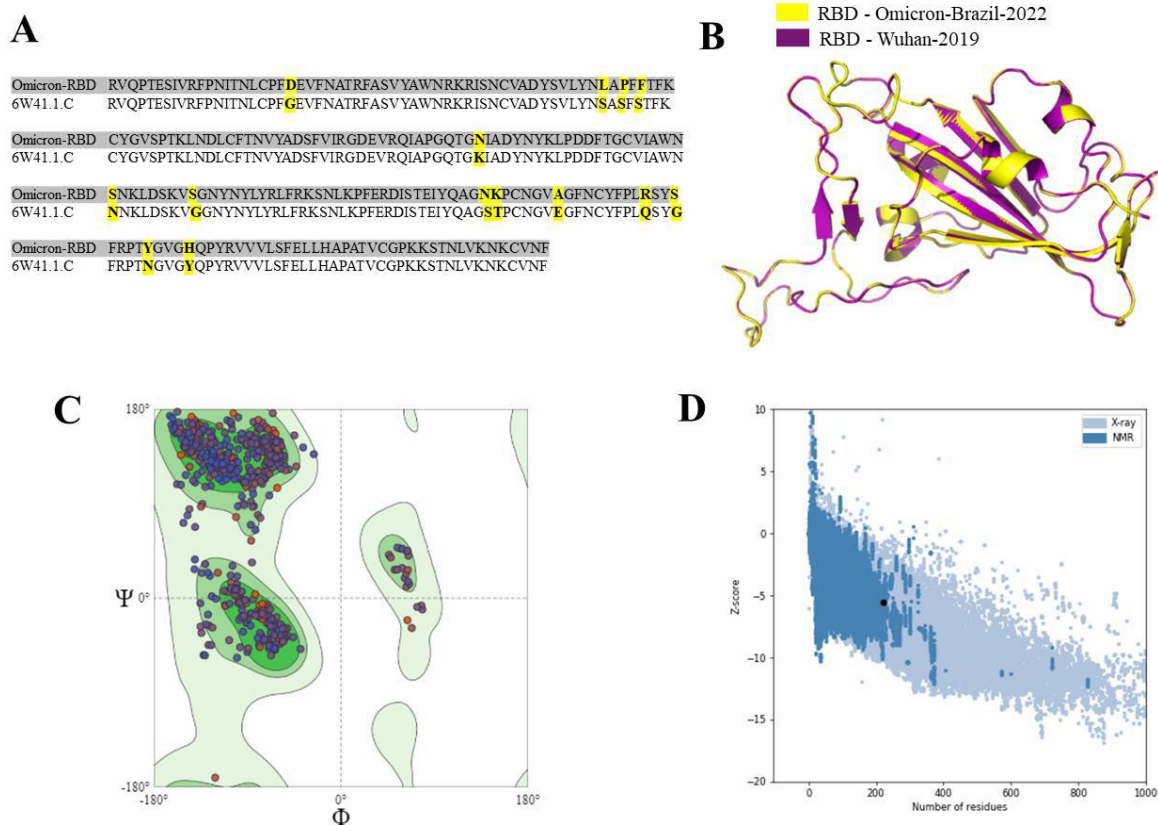 A
Omicron-RBD RVQPTESIVRFPNITNLCPFDEVFNATRFASVYAWNRKRISNCVADYSVLYNLAPFFTFK
6W41.1.C RVQPTESIVRFPNITNLCPFGEVFNATRFASVYAWNRKRISNCVADYSVLYNSASFSTFK
Omicron-RBD CYGVSPTKLNDLCFTNVYADSFVIRGDEVRQIAPGQTGNIADYNYKLPDDFTGCVIAWN
6W41.1.C CYGVSPTKLNDLCFTNVYADSFVIRGDEVRQIAPGQTGKIADYNYKLPDDFTGCVIAWN
Omicron-RBD SNKLDSKVSGNYNYLYRLFRKSNLKPFERDISTEIYQAGNKPCNGVAGFNCYFPLRSYS
6W41.1.C NNKLDSKVGGNYNYLYRLFRKSNLKPFERDISTEIYQAGSTPCNGVEGFNCYFPLQSYG
Omicron-RBD FRPTYGVGHQPYRVVVLSFELLHAPATVCGPKKSTNLVKNKCVNF
6W41.1.C FRPTNGVGYQPYRVVVLSFELLHAPATVCGPKKSTNLVKNKCVNF
B
RBD - Omicron-Brazil-2022
RBD - Wuhan-2019
C
180°
Ψ 0°
-180°
-180° 0° 180°
Φ
D
10
5
0
−5
−10
−15
−20
Z-score
X-ray
NMR
0 200 400 600 800 1000
Number of residues